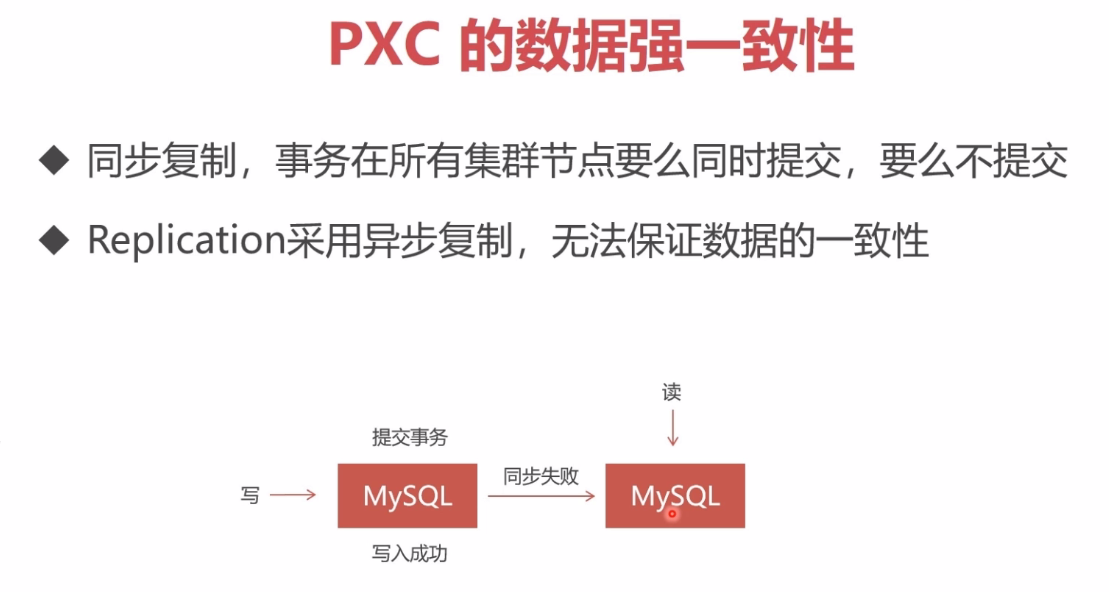 PXC 的数据强一致性
同步复制，事务在所有集群节点要么同时提交，要么不提交
Replication采用异步复制，无法保证数据的一致性
读
提交事务
同步失败
写
MySQL
MySQL
写入成功